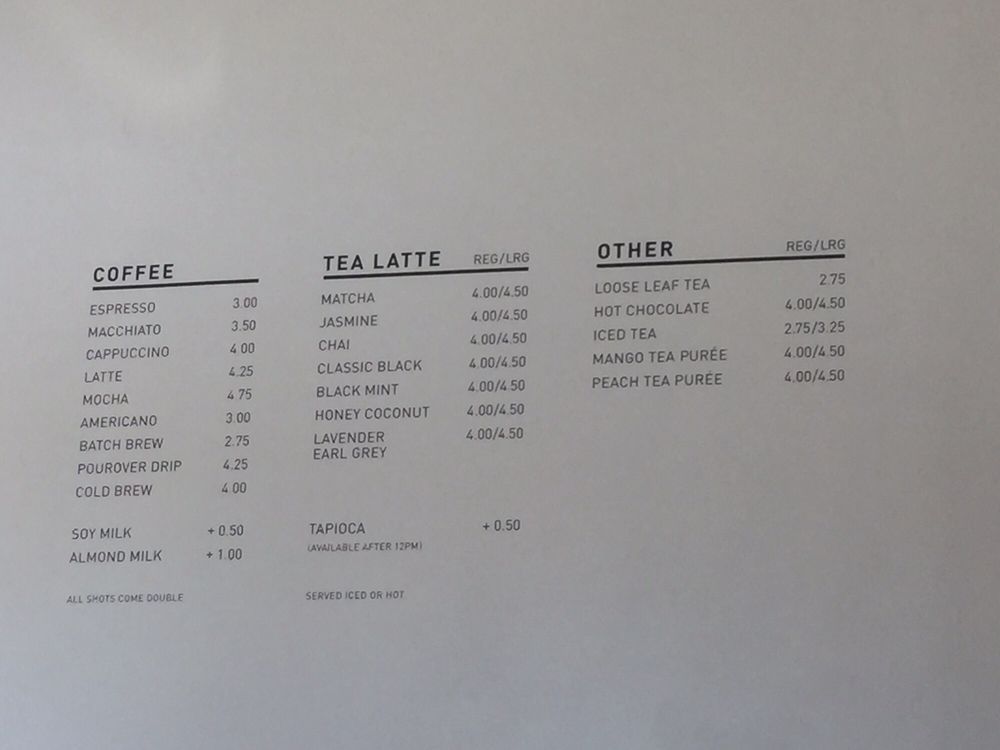 COFFEE
ESPRESSO 3.00
MACCHIATO 3.50
CAPPUCCINO 4.00
LATTE 4.25
MOCHA 4.75
AMERICANO 3.00
BATCH BREW 2.75
POUROVER DRIP 4.25
COLD BREW 4.00
SOY MILK + 0.50
ALMOND MILK + 1.00
ALL SHOTS COME DOUBLE
TEA LATTE REG/LRG
MATCHA 4.00/4.50
JASMINE 4.00/4.50
CHAI 4.00/4.50
CLASSIC BLACK 4.00/4.50
BLACK MINT 4.00/4.50
HONEY COCONUT 4.00/4.50
LAVENDER 4.00/4.50
EARL GREY
TAPIOCA + 0.50
(AVAILABLE AFTER 12PM)
SERVED ICED OR HOT
OTHER REG/LRG
LOOSE LEAF TEA 2.75
HOT CHOCOLATE 4.00/4.50
ICED TEA 2.75/3.25
MANGO TEA PURÉE 4.00/4.50
PEACH TEA PURÉE 4.00/4.50